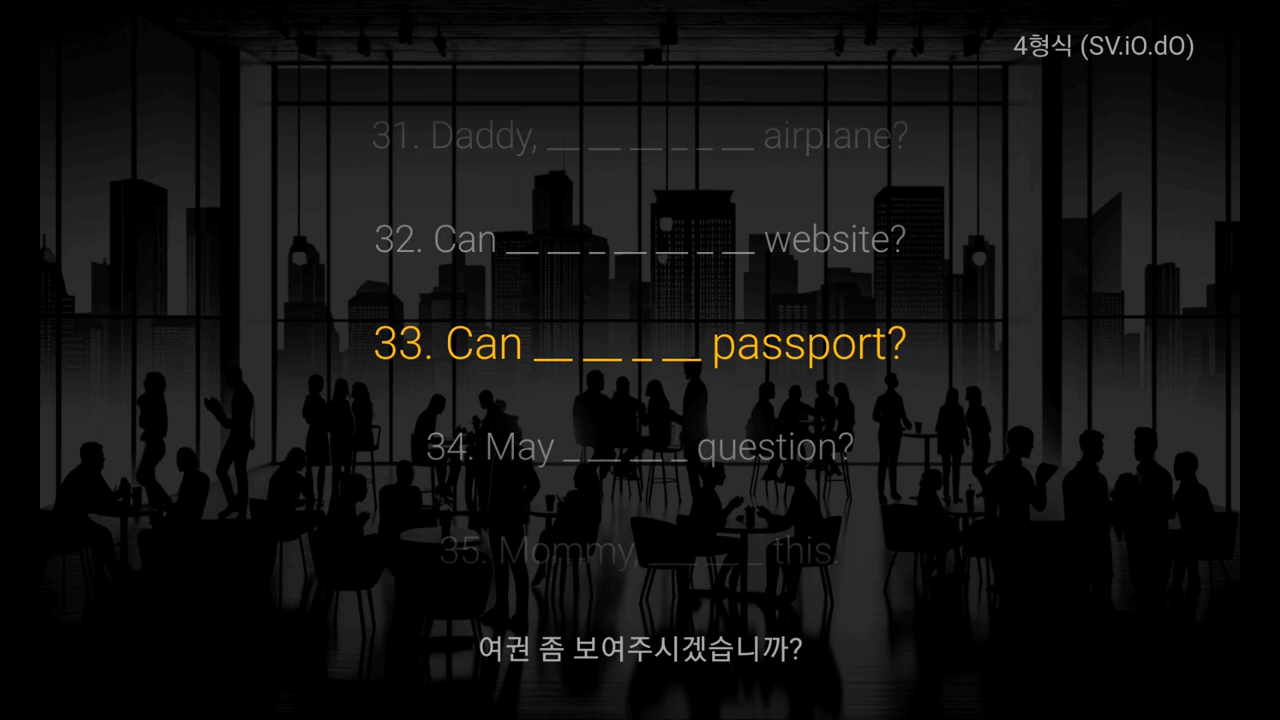 4형식 (SV.iO.dO)
31. Daddy, __ __ __ _ _ __ airplane?
32. Can __ __ _ __ __ _ __ website?
33. Can __ __ _ __ passport?
34. May _ __ __ _ question?
35. Mommy, __ __ _ this.
여권 좀 보여주시겠습니까?